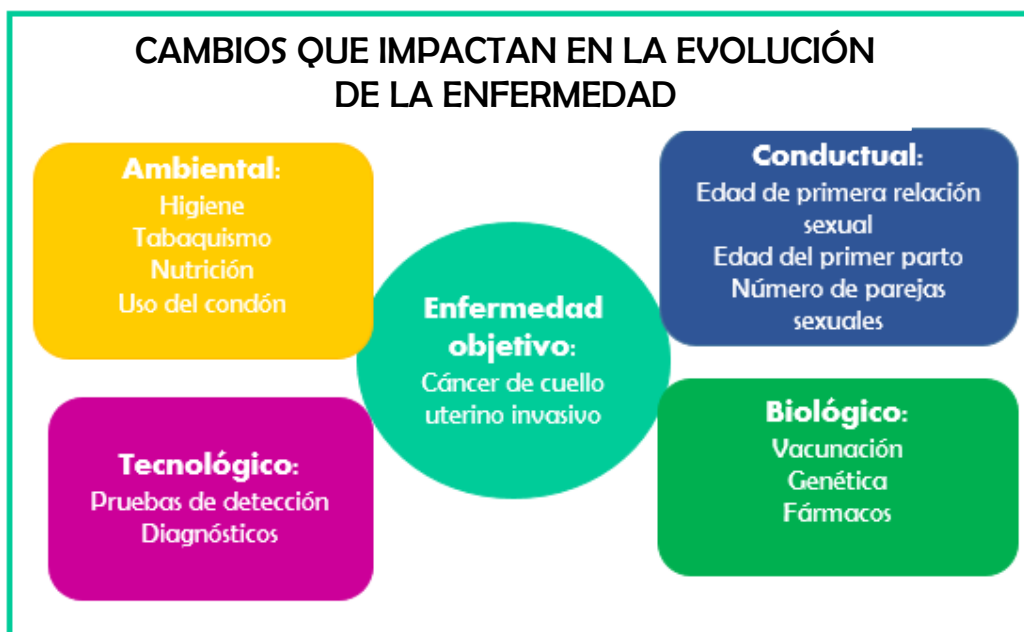 CAMBIOS QUE IMPACTAN EN LA EVOLUCIÓN
DE LA ENFERMEDAD
Ambiental:
Higiene
Tabaquismo
Nutrición
Uso del condón
Conductual:
Edad de primera relación
sexual
Edad del primer parto
Número de parejas
sexuales
Enfermedad
objetivo:
Cáncer de cuello
uterino invasivo
Tecnológico:
Pruebas de detección
Diagnósticos
Biológico:
Vacunación
Genética
Fármacos